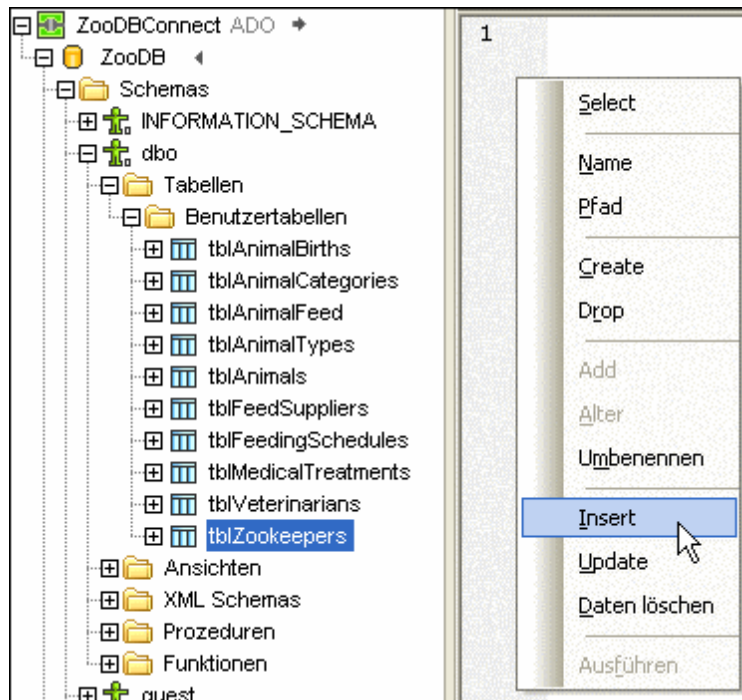 ZooDBConnect ADO
ZooDB
Schemas
INFORMATION_SCHEMA
dbo
Tabellen
Benutzertabellen
tblAnimalBirths
tblAnimalCategories
tblAnimalFeed
tblAnimalTypes
tblAnimals
tblFeedSuppliers
tblFeedingSchedules
tblMedicalTreatments
tblVeterinarians
tblZookeepers
Ansichten
XML Schemas
Prozeduren
Funktionen
guest
1
Select
Name
Pfad
Create
Drop
Add
Alter
Umbenennen
Insert
Update
Daten löschen
Ausführen